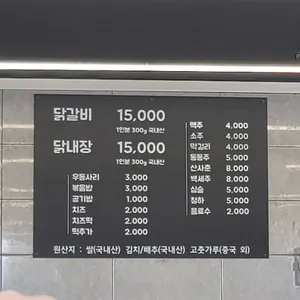 닭갈비 15,000
1인분 300g 국내산
닭내장 15,000
1인분 300g 국내산
우동사리 3,000
볶음밥 3,000
공기밥 1,000
치즈 2,000
치즈떡 2,000
떡추가 2,000
맥주 4,000
소주 4,000
막걸리 4,000
동동주 5,000
산사춘 8,000
백세주 8,000
심술 5,000
청하 5,000
음료수 2,000
원산지 : 쌀(국내산) 김치/배추(국내산) 고춧가루(중국 외)